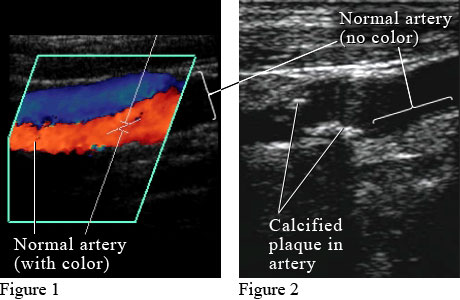 Normal artery
(no color)
Normal artery
(with color)
Calcified
plaque in
artery
Figure 1
Figure 2